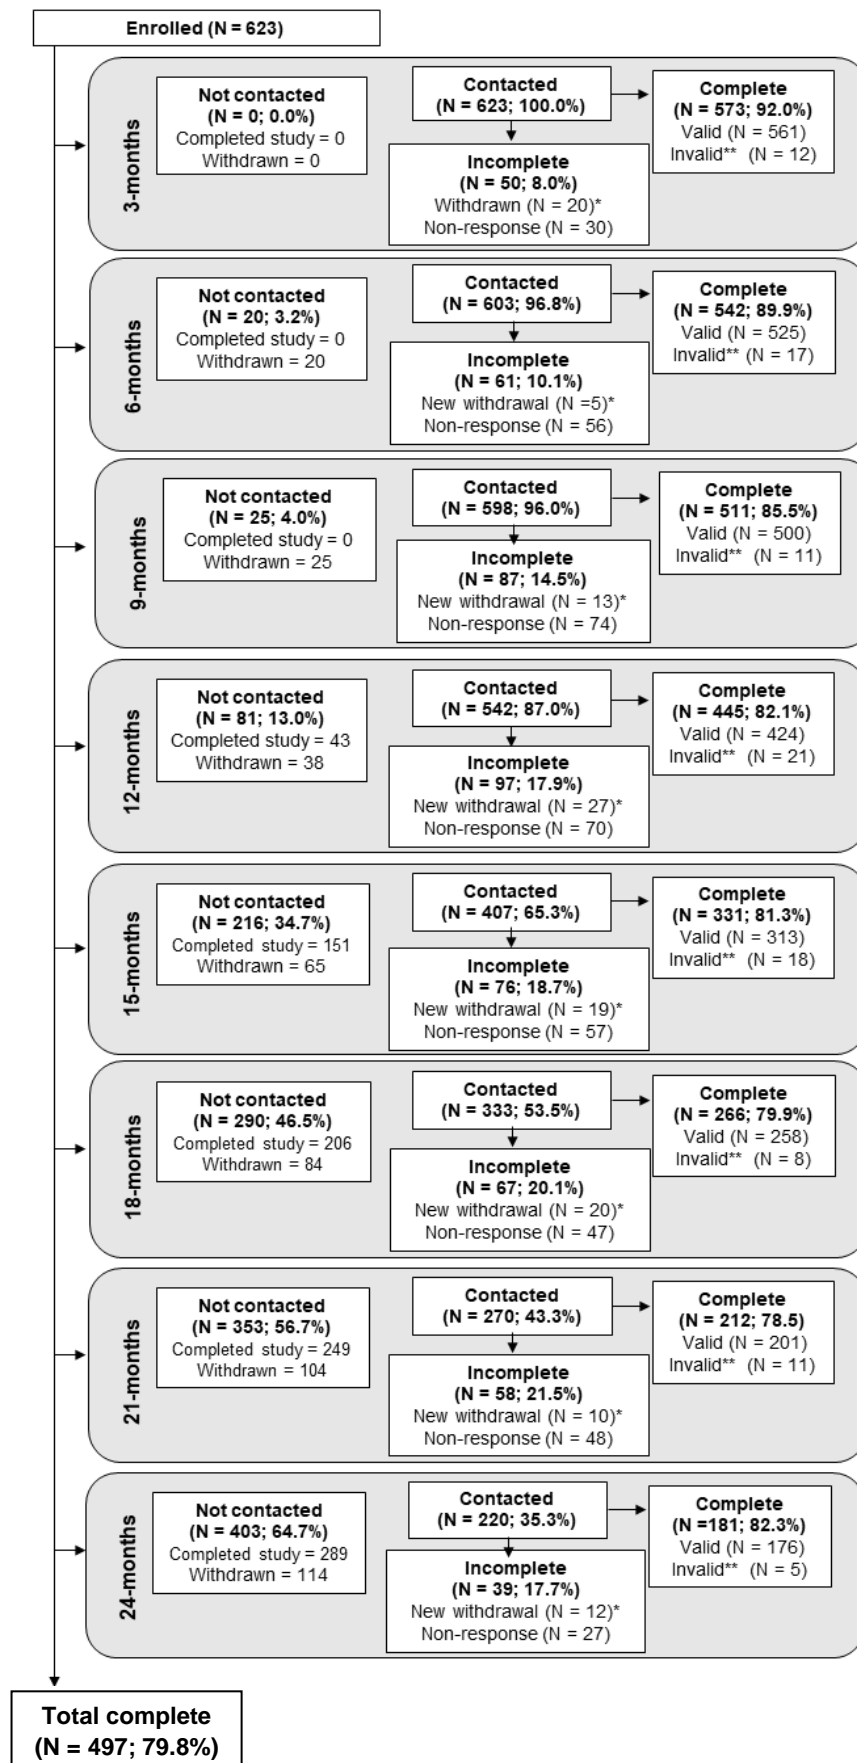 Enrolled (N = 623)
3-months
Not contacted
(N = 0; 0.0%)
Completed study = 0
Withdrawn = 0
Contacted
(N = 623; 100.0%)
Incomplete
(N = 50; 8.0%)
Withdrawn (N = 20)*
Non-response (N = 30)
Complete
(N = 573; 92.0%)
Valid (N = 561)
Invalid** (N = 12)
6-months
Not contacted
(N = 20; 3.2%)
Completed study = 0
Withdrawn = 20
Contacted
(N = 603; 96.8%)
Incomplete
(N = 61; 10.1%)
New withdrawal (N =5)*
Non-response (N = 56)
Complete
(N = 542; 89.9%)
Valid (N = 525)
Invalid** (N = 17)
9-months
Not contacted
(N = 25; 4.0%)
Completed study = 0
Withdrawn = 25
Contacted
(N = 598; 96.0%)
Incomplete
(N = 87; 14.5%)
New withdrawal (N = 13)*
Non-response (N = 74)
Complete
(N = 511; 85.5%)
Valid (N = 500)
Invalid** (N = 11)
12-months
Not contacted
(N = 81; 13.0%)
Completed study = 43
Withdrawn = 38
Contacted
(N = 542; 87.0%)
Incomplete
(N = 97; 17.9%)
New withdrawal (N = 27)*
Non-response (N = 70)
Complete
(N = 445; 82.1%)
Valid (N = 424)
Invalid** (N = 21)
15-months
Not contacted
(N = 216; 34.7%)
Completed study = 151
Withdrawn = 65
Contacted
(N = 407; 65.3%)
Incomplete
(N = 76; 18.7%)
New withdrawal (N = 19)*
Non-response (N = 57)
Complete
(N = 331; 81.3%)
Valid (N = 313)
Invalid** (N = 18)
18-months
Not contacted
(N = 290; 46.5%)
Completed study = 206
Withdrawn = 84
Contacted
(N = 333; 53.5%)
Incomplete
(N = 67; 20.1%)
New withdrawal (N = 20)*
Non-response (N = 47)
Complete
(N = 266; 79.9%)
Valid (N = 258)
Invalid** (N = 8)
21-months
Not contacted
(N = 353; 56.7%)
Completed study = 249
Withdrawn = 104
Contacted
(N = 270; 43.3%)
Incomplete
(N = 58; 21.5%)
New withdrawal (N = 10)*
Non-response (N = 48)
Complete
(N = 212; 78.5)
Valid (N = 201)
Invalid** (N = 11)
24-months
Not contacted
(N = 403; 64.7%)
Completed study = 289
Withdrawn = 114
Contacted
(N = 220; 35.3%)
Incomplete
(N = 39; 17.7%)
New withdrawal (N = 12)*
Non-response (N = 27)
Complete
(N =181; 82.3%)
Valid (N = 176)
Invalid** (N = 5)
Total complete
(N = 497; 79.8%)